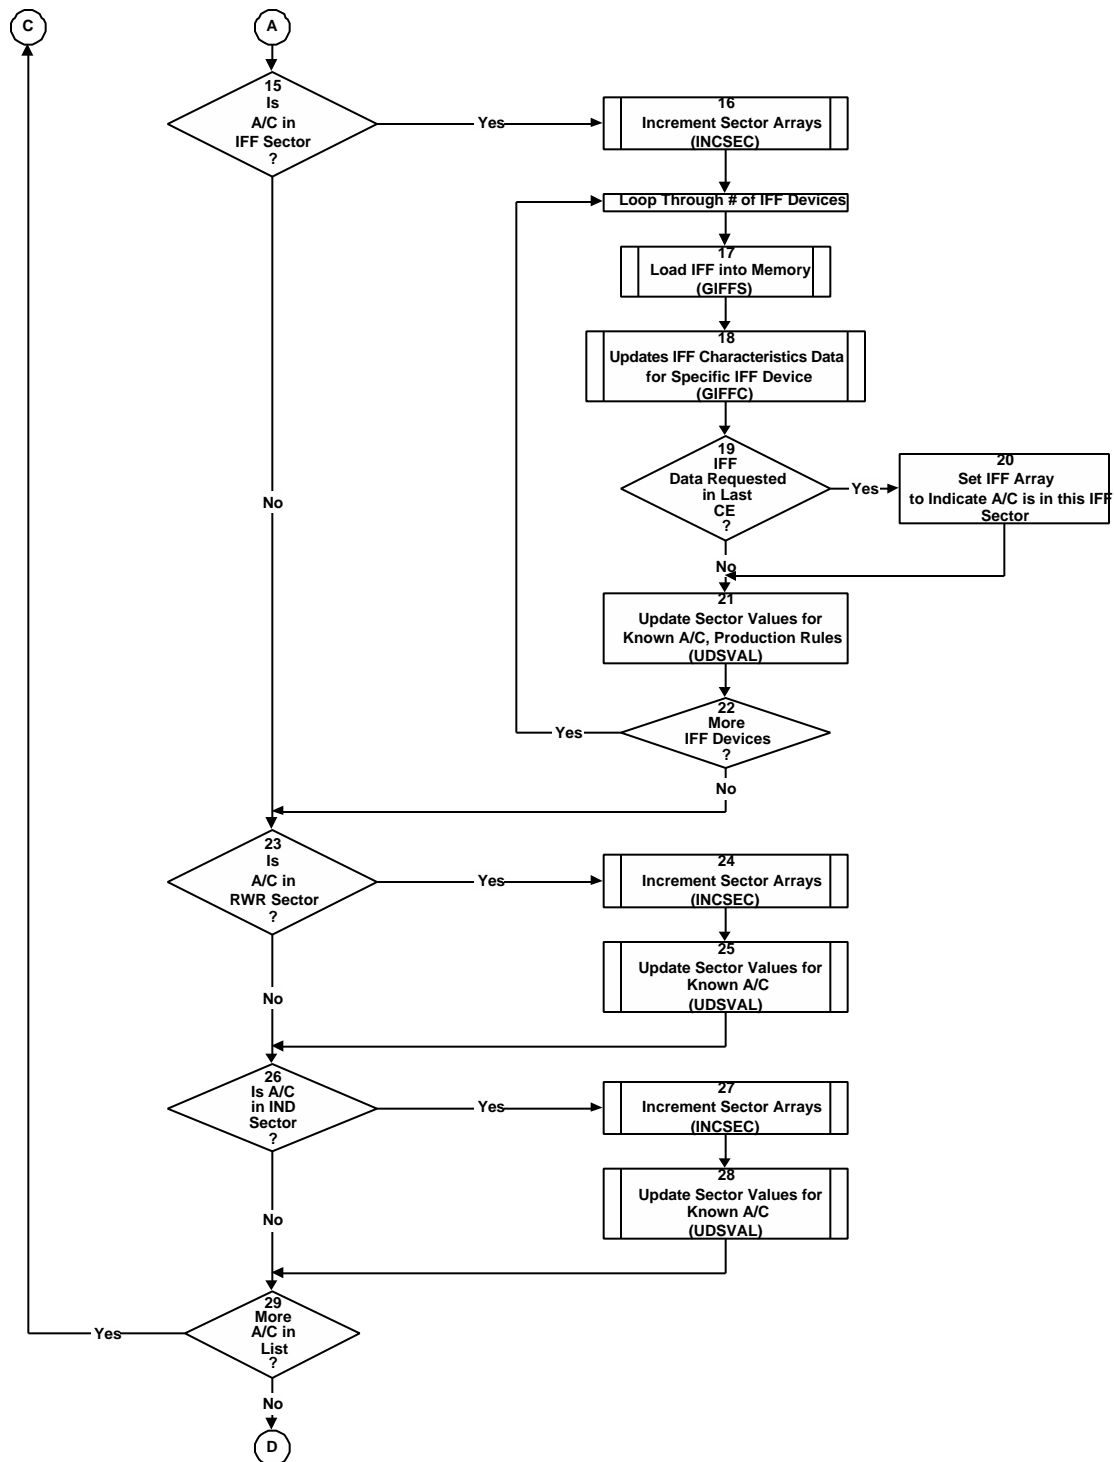 C
A
15
Is
A/C in
IFF Sector
?
Yes
16
Increment Sector Arrays
(INCSEC)
Loop Through # of IFF Devices
17
Load IFF into Memory
(GIFFS)
18
Updates IFF Characteristics Data
for Specific IFF Device
(GIFFC)
19
IFF
Data Requested
in Last
CE
?
Yes
20
Set IFF Array
to Indicate A/C is in this IFF
Sector
No
No
21
Update Sector Values for
Known A/C, Production Rules
(UDSVAL)
22
More
IFF Devices
?
Yes
No
23
Is
A/C in
RWR Sector
?
Yes
24
Increment Sector Arrays
(INCSEC)
25
Update Sector Values for
Known A/C
(UDSVAL)
No
26
Is A/C
in IND
Sector
?
Yes
27
Increment Sector Arrays
(INCSEC)
28
Update Sector Values for
Known A/C
(UDSVAL)
No
29
More
A/C in
List
?
Yes
No
D